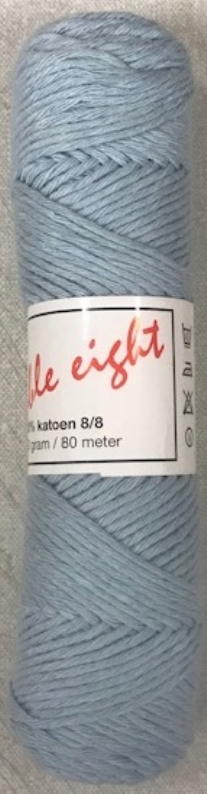 ble eight
% katoen 8/8
gram / 80 meter